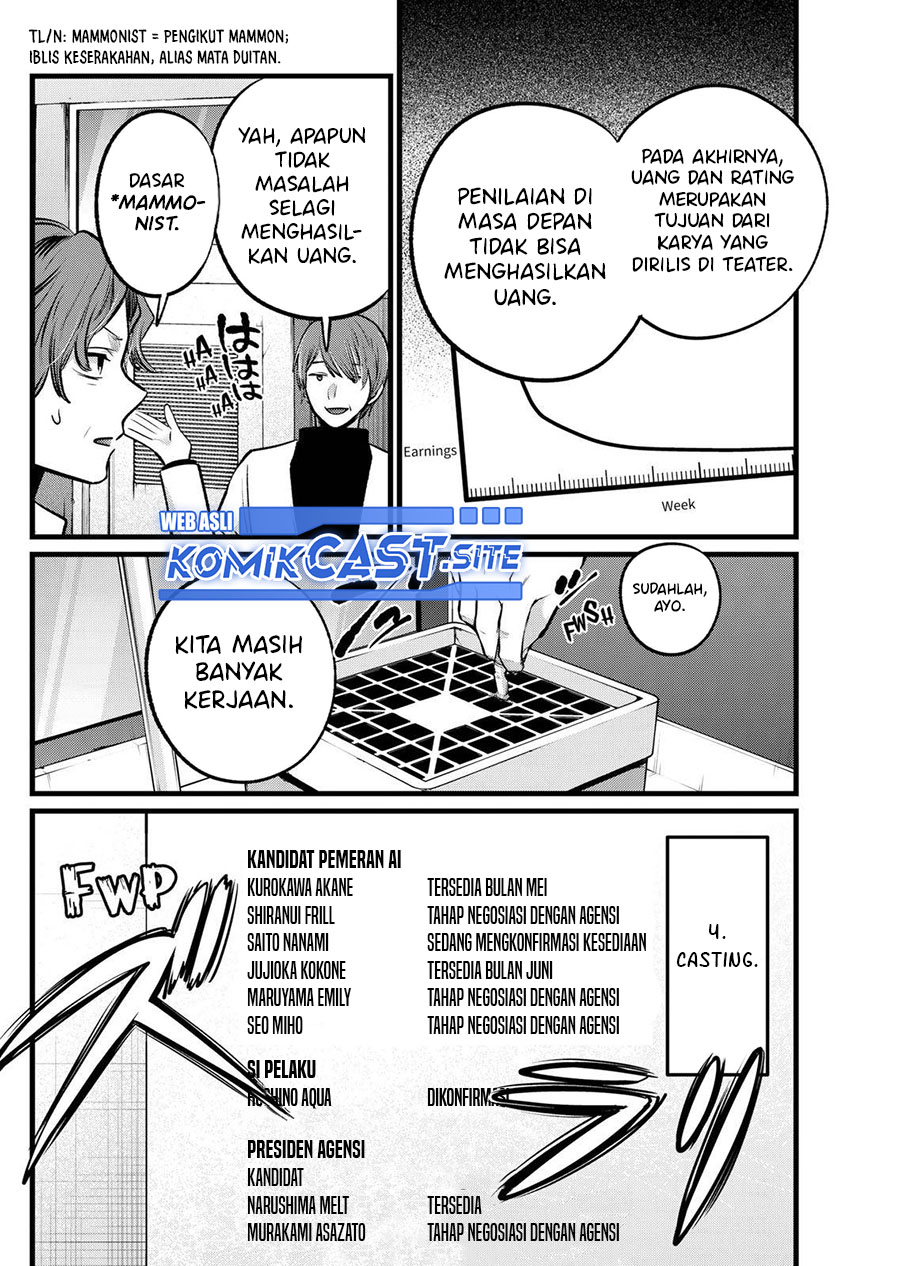 TL/N: MAMMONIST = PENGIKUT MAMMON;
IBLIS KESERAKAHAN, ALIAS MATA DUITAN.
PADA AKHIRNYA,
UANG DAN RATING
MERUPAKAN
TUJUAN DARI
KARYA YANG
DIRILIS DI TEATER.
PENILAIAN DI
MASA DEPAN
TIDAK BISA
MENGHASILKAN
UANG.
Earnings
Week
YAH, APAPUN
TIDAK
MASALAH
SELAGI
MENGHASIL-
KAN UANG.
ははは
HA
HA
HA
DASAR
*MAMMO-
NIST.
WEB ASLI
KOMIKCAST.SITE
SUDAHLAH,
AYO.
FWSH
KITA MASIH
BANYAK
KERJAAN.
4.
CASTING.
FWP
KANDIDAT PEMERAN AI
KUROKAWA AKANE TERSEDIA BULAN MEI
SHIRANUI FRILL TAHAP NEGOSIASI DENGAN AGENSI
SAITO NANAMI SEDANG MENGKONFIRMASI KESEDIAAN
JUJIOKA KOKONE TERSEDIA BULAN JUNI
MARUYAMA EMILY TAHAP NEGOSIASI DENGAN AGENSI
SEO MIHO TAHAP NEGOSIASI DENGAN AGENSI
SI PELAKU
HOSHINO AQUA DIKONFIRMASI
PRESIDEN AGENSI
KANDIDAT
NARUSHIMA MELT TERSEDIA
MURAKAMI ASAZATO TAHAP NEGOSIASI DENGAN AGENSI